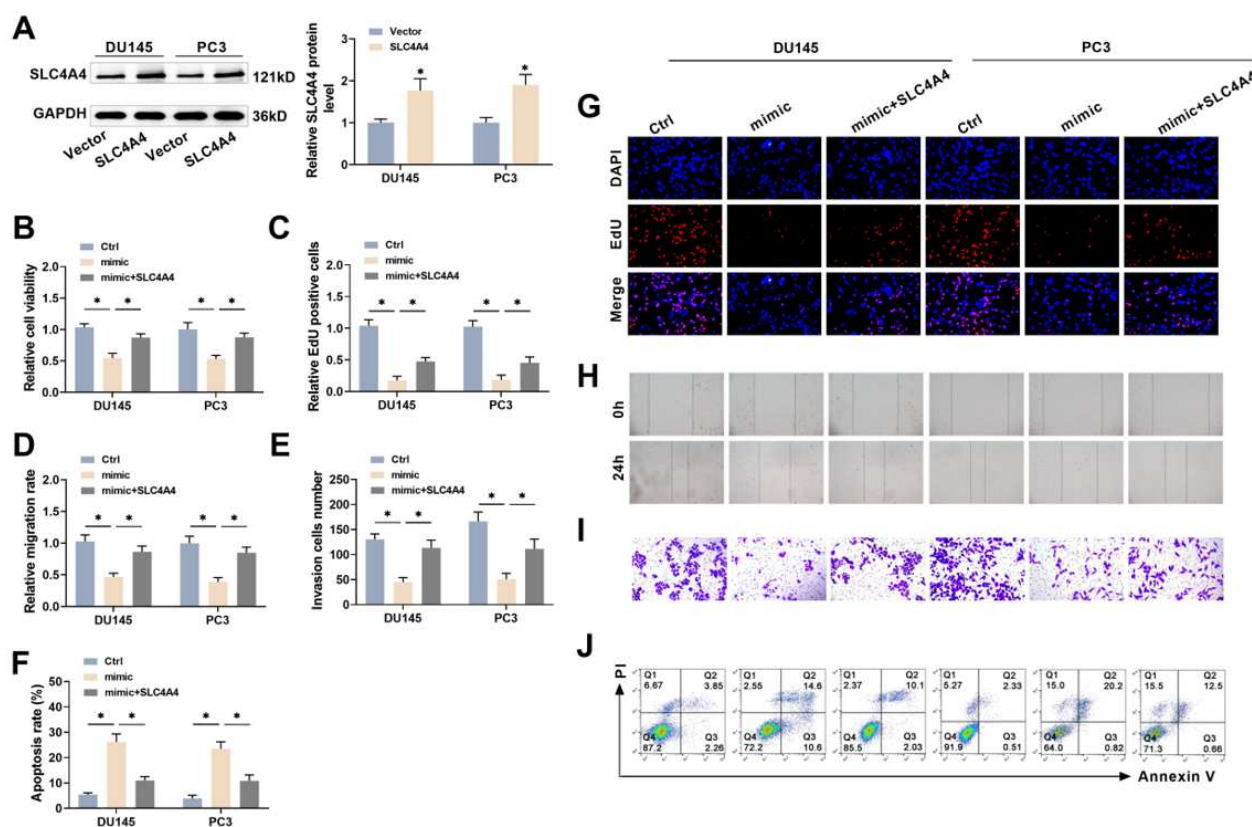 A
DU145 PC3
SLC4A4 121kD
GAPDH 36kD
Vector SLC4A4 Vector SLC4A4
Vector
SLC4A4
Relative SLC4A4 protein level
3
2
1
0
* *
DU145 PC3
B
Ctrl
mimic
mimic+SLC4A4
Relative cell viability
2.0
1.5
1.0
0.5
0.0
* * * *
DU145 PC3
C
Ctrl
mimic
mimic+SLC4A4
Relative EdU positive cells
2.0
1.5
1.0
0.5
0.0
* * * *
DU145 PC3
D
Ctrl
mimic
mimic+SLC4A4
Relative migration rate
2.0
1.5
1.0
0.5
0.0
* * * *
DU145 PC3
E
Ctrl
mimic
mimic+SLC4A4
Invasion cells number
200
150
100
50
0
* * * *
DU145 PC3
F
Ctrl
mimic
mimic+SLC4A4
Apoptosis rate (%)
50
40
30
20
10
0
* * * *
DU145 PC3
DU145 PC3
G
Ctrl mimic mimic+SLC4A4 Ctrl mimic mimic+SLC4A4
DAPI
EdU
Merge
H
0h
24h
I
J
PI
Q1 Q2 Q1 Q2 Q1 Q2 Q1 Q2 Q1 Q2 Q1 Q2
6.67 3.85 2.55 14.6 2.37 10.1 5.27 2.33 15.0 20.2 15.5 12.5
Q4 Q3 Q4 Q3 Q4 Q3 Q4 Q3 Q4 Q3 Q4 Q3
87.2 2.26 72.2 10.6 85.5 2.03 91.9 0.51 64.0 0.82 71.3 0.66
Annexin V